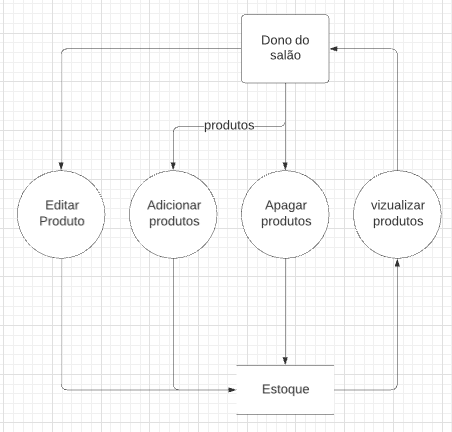 Dono do
salão
produtos
Editar
Produto
Adicionar
produtos
Apagar
produtos
vizualizar
produtos
Estoque